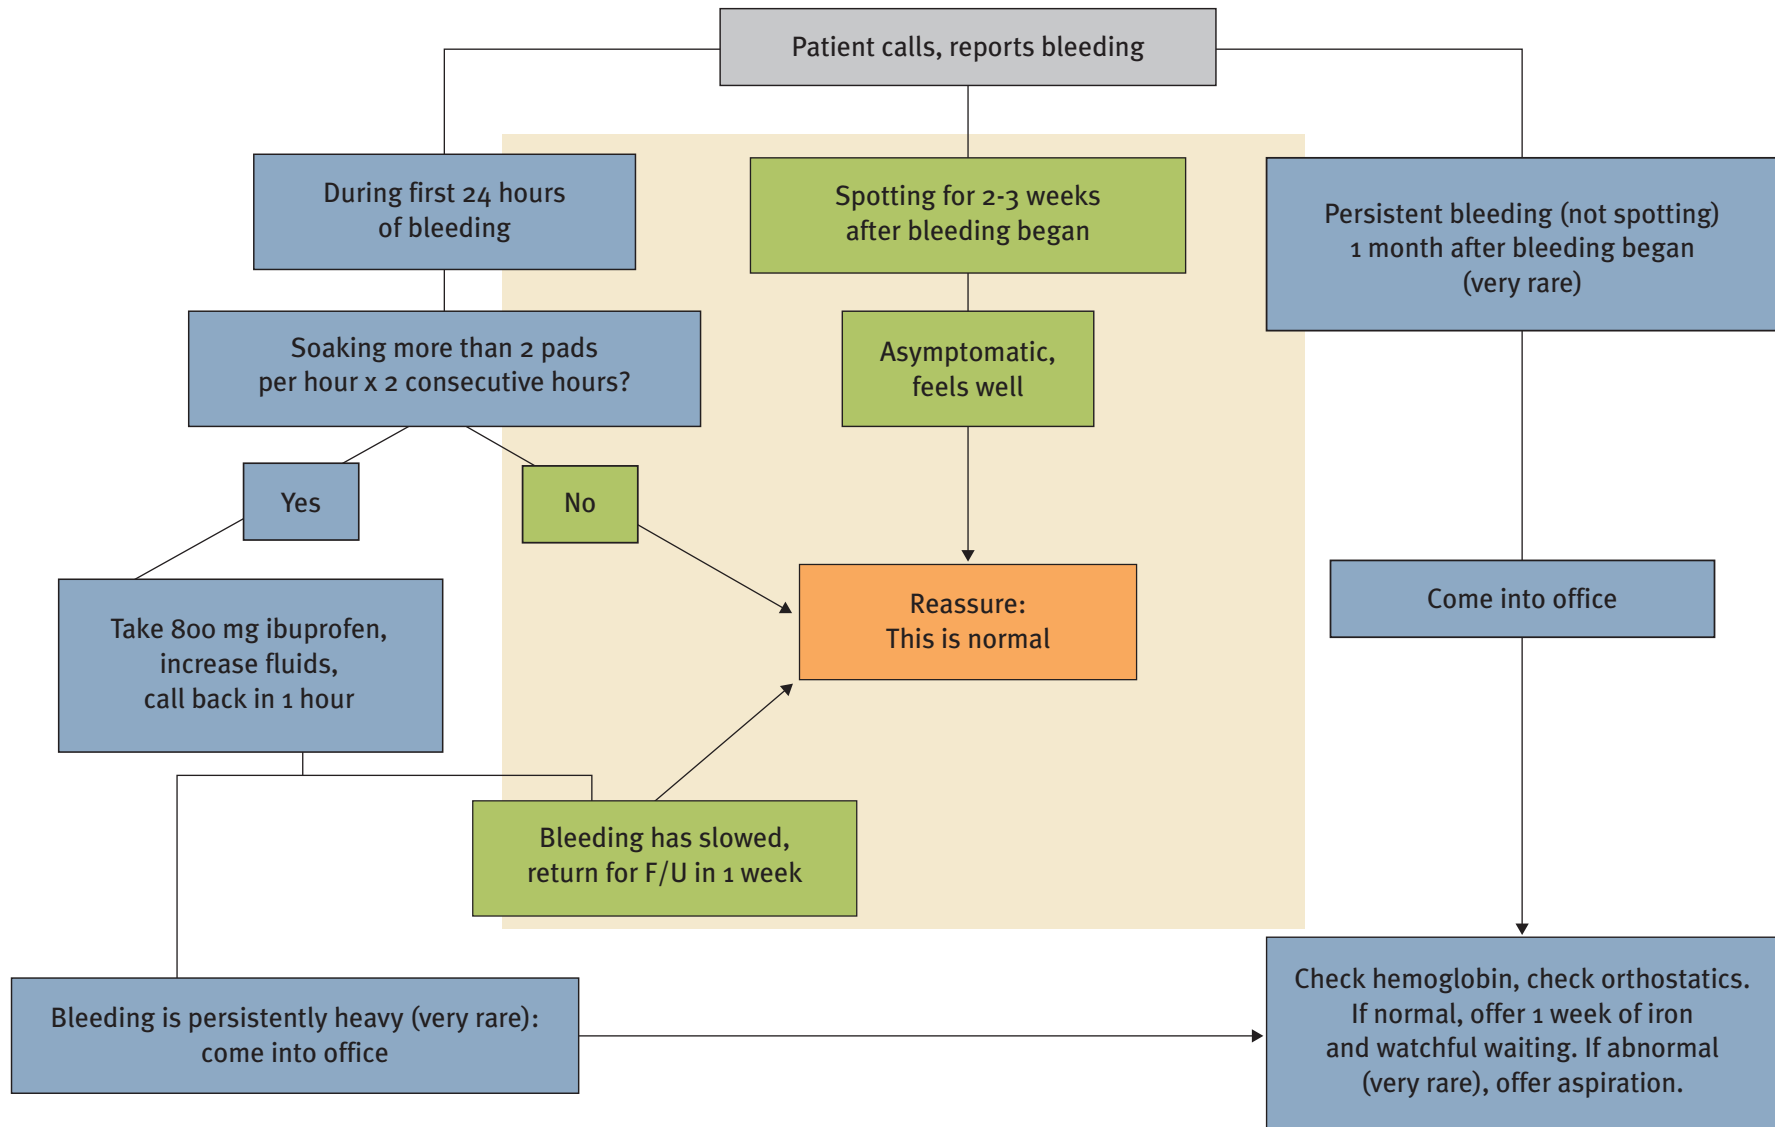 Patient calls, reports bleeding
During first 24 hours
of bleeding
Spotting for 2-3 weeks
after bleeding began
Persistent bleeding (not spotting)
1 month after bleeding began
(very rare)
Soaking more than 2 pads
per hour x 2 consecutive hours?
Asymptomatic,
feels well
Yes
No
Take 800 mg ibuprofen,
increase fluids,
call back in 1 hour
Reassure:
This is normal
Come into office
Bleeding has slowed,
return for F/U in 1 week
Bleeding is persistently heavy (very rare):
come into office
Check hemoglobin, check orthostatics.
If normal, offer 1 week of iron
and watchful waiting. If abnormal
(very rare), offer aspiration.